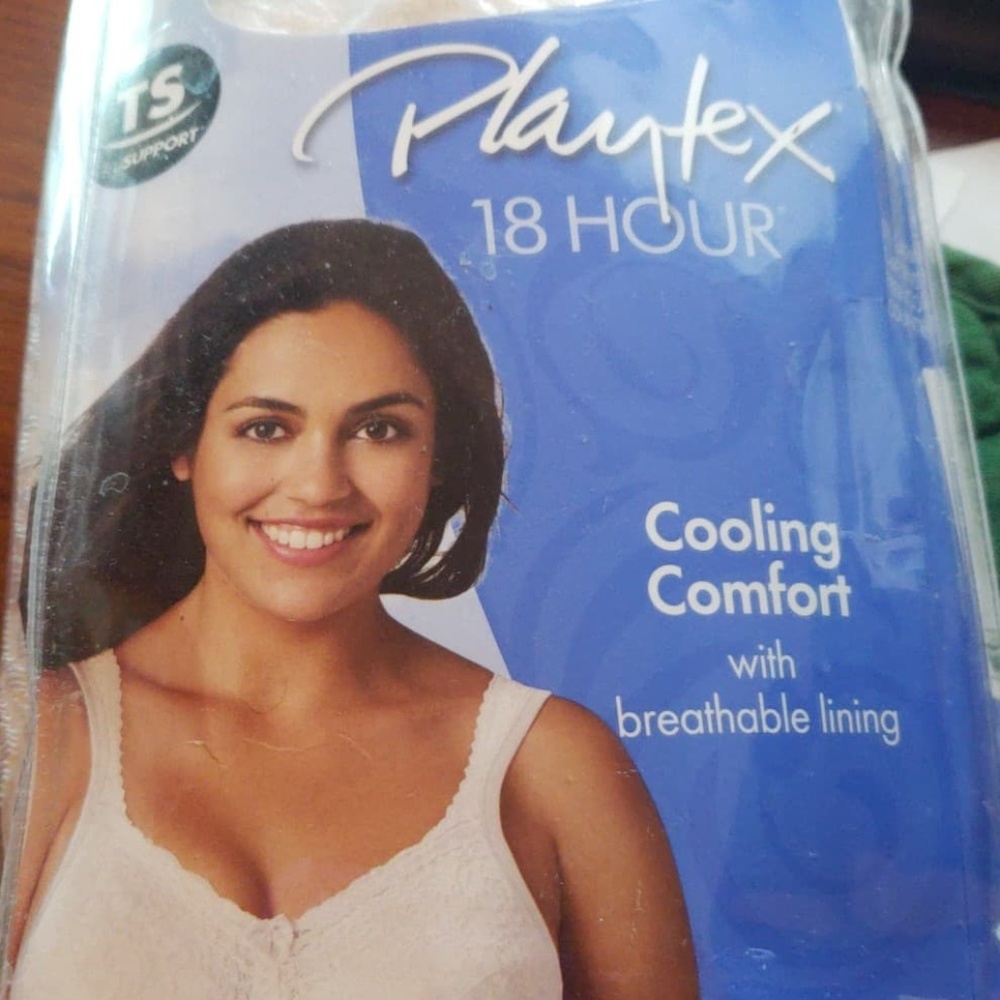 TS
SUPPORT
Playtex
18 HOUR
Cooling
Comfort
with
breathable lining